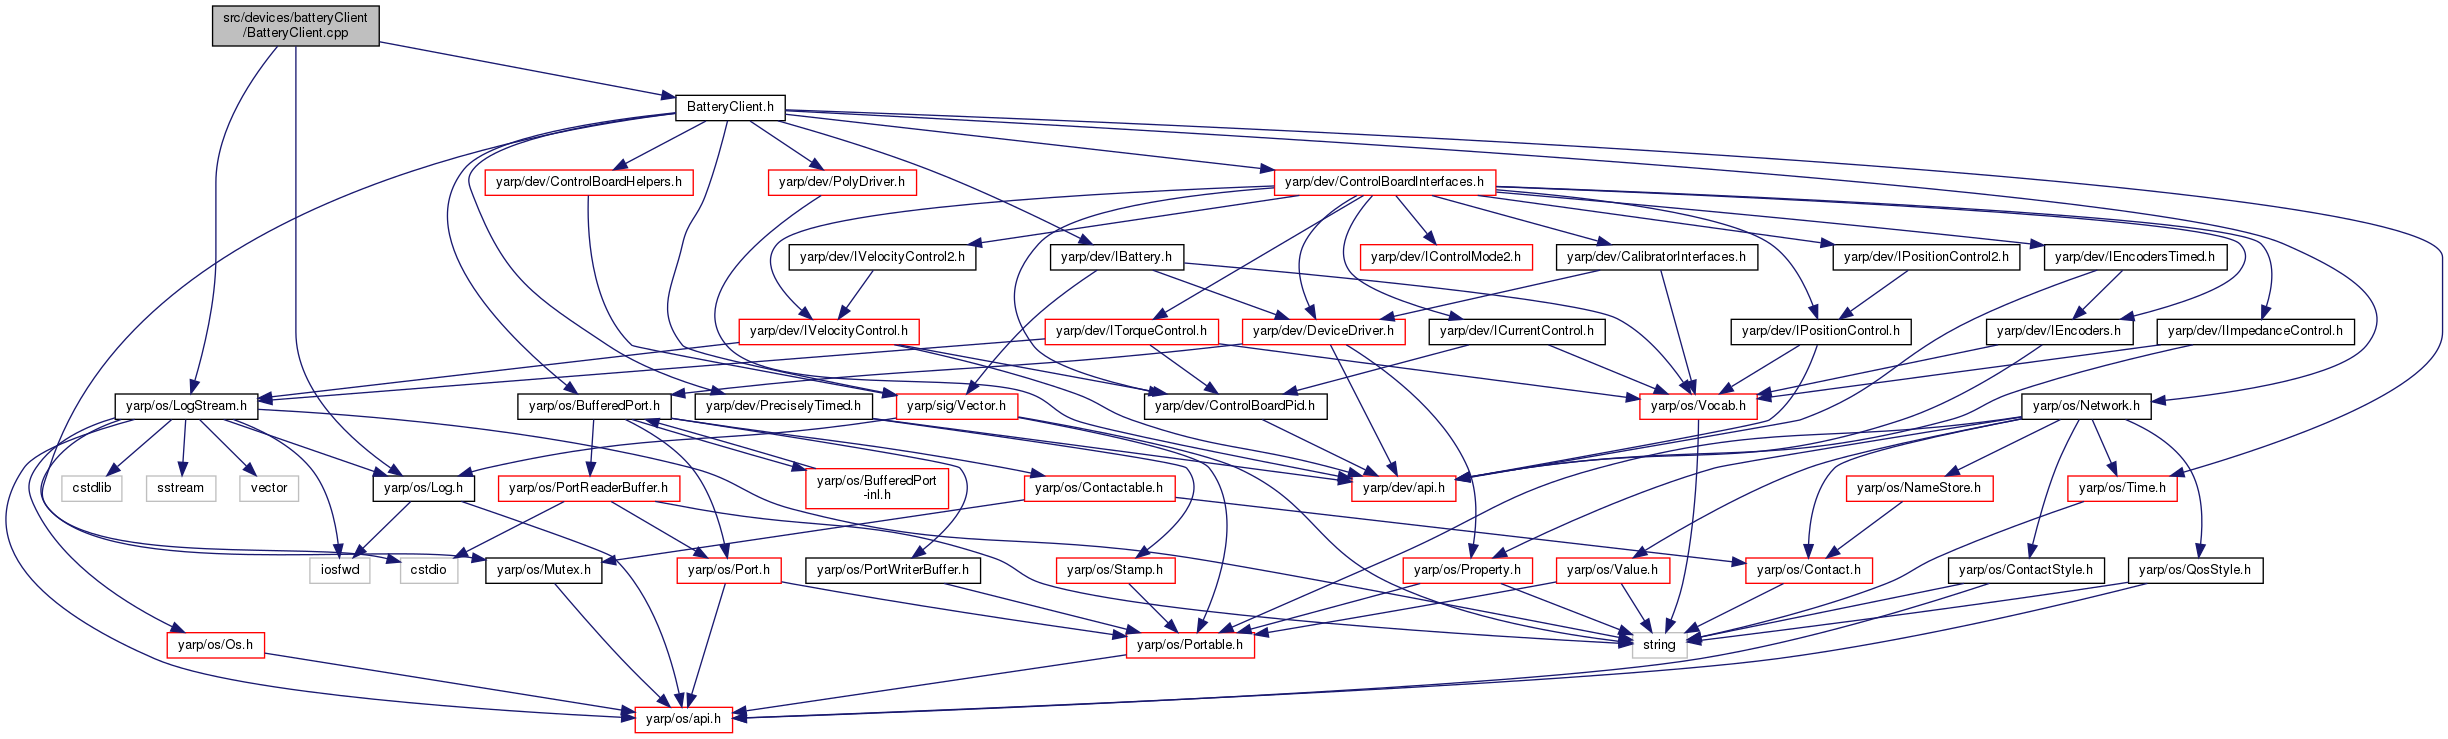 src/devices/batteryClient
/BatteryClient.cpp
BatteryClient.h
yarp/dev/ControlBoardHelpers.h
yarp/dev/PolyDriver.h
yarp/dev/ControlBoardInterfaces.h
yarp/dev/IVelocityControl2.h
yarp/dev/IBattery.h
yarp/dev/IControlMode2.h
yarp/dev/CalibratorInterfaces.h
yarp/dev/IPositionControl2.h
yarp/dev/IEncodersTimed.h
yarp/dev/IVelocityControl.h
yarp/dev/ITorqueControl.h
yarp/dev/DeviceDriver.h
yarp/dev/ICurrentControl.h
yarp/dev/IPositionControl.h
yarp/dev/IEncoders.h
yarp/dev/IImpedanceControl.h
yarp/os/LogStream.h
yarp/os/BufferedPort.h
yarp/dev/PreciselyTimed.h
yarp/sig/Vector.h
yarp/dev/ControlBoardPid.h
yarp/os/Vocab.h
yarp/os/Network.h
cstdlib
sstream
vector
yarp/os/Log.h
yarp/os/PortReaderBuffer.h
yarp/os/BufferedPort
-inl.h
yarp/os/Contactable.h
yarp/dev/api.h
yarp/os/NameStore.h
yarp/os/Time.h
iosfwd
cstdio
yarp/os/Mutex.h
yarp/os/Port.h
yarp/os/PortWriterBuffer.h
yarp/os/Stamp.h
yarp/os/Property.h
yarp/os/Value.h
yarp/os/Contact.h
yarp/os/ContactStyle.h
yarp/os/QosStyle.h
yarp/os/Os.h
yarp/os/Portable.h
string
yarp/os/api.h